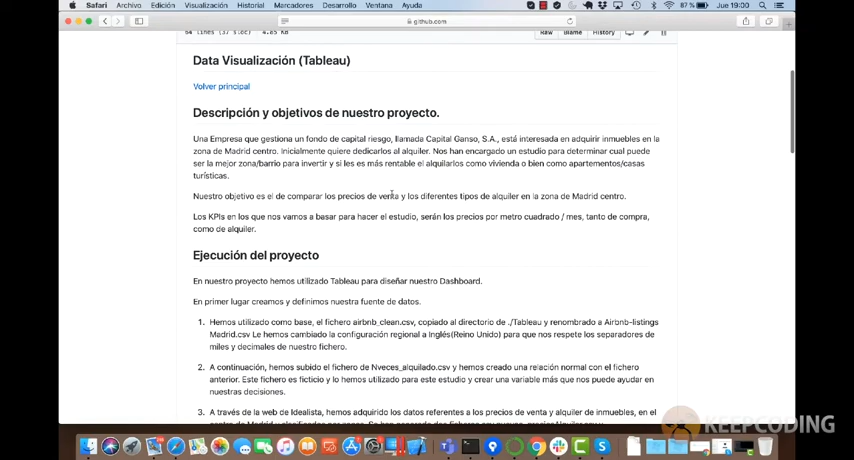 Safari Archivo Edición Visualización Historial Marcadores Desarrollo Ventana Ayuda 87 % Jue 19:00
github.com
64 lines (37 sloc) 4.85 KB Raw Blame History
Data Visualización (Tableau)
Volver principal
Descripción y objetivos de nuestro proyecto.
Una Empresa que gestiona un fondo de capital riesgo, llamada Capital Ganso, S.A., está interesada en adquirir inmuebles en la
zona de Madrid centro. Inicialmente quiere dedicarlos al alquiler. Nos han encargado un estudio para determinar cual puede
ser la mejor zona/barrio para invertir y si les es más rentable el alquilarlos como vivienda o bien como apartamentos/casas
turísticas.
Nuestro objetivo es el de comparar los precios de venta y los diferentes tipos de alquiler en la zona de Madrid centro.
Los KPIs en los que nos vamos a basar para hacer el estudio, serán los precios por metro cuadrado / mes, tanto de compra,
como de alquiler.
Ejecución del proyecto
En nuestro proyecto hemos utilizado Tableau para diseñar nuestro Dashboard.
En primer lugar creamos y definimos nuestra fuente de datos.
1. Hemos utilizado como base, el fichero airbnb_clean.csv, copiado al directorio de ./Tableau y renombrado a Airbnb-listings
Madrid.csv Le hemos cambiado la configuración regional a Inglés(Reino Unido) para que nos respete los separadores de
miles y decimales de nuestro fichero.
2. A continuación, hemos subido el fichero de Nveces_alquilado.csv y hemos creado una relación normal con el fichero
anterior. Este fichero es ficticio y lo hemos utilizado para este estudio y crear una variable más que nos puede ayudar en
nuestras decisiones.
3. A través de la web de Idealista, hemos adquirido los datos referentes a los precios de venta y alquiler de inmuebles, en el
KEEPCODING